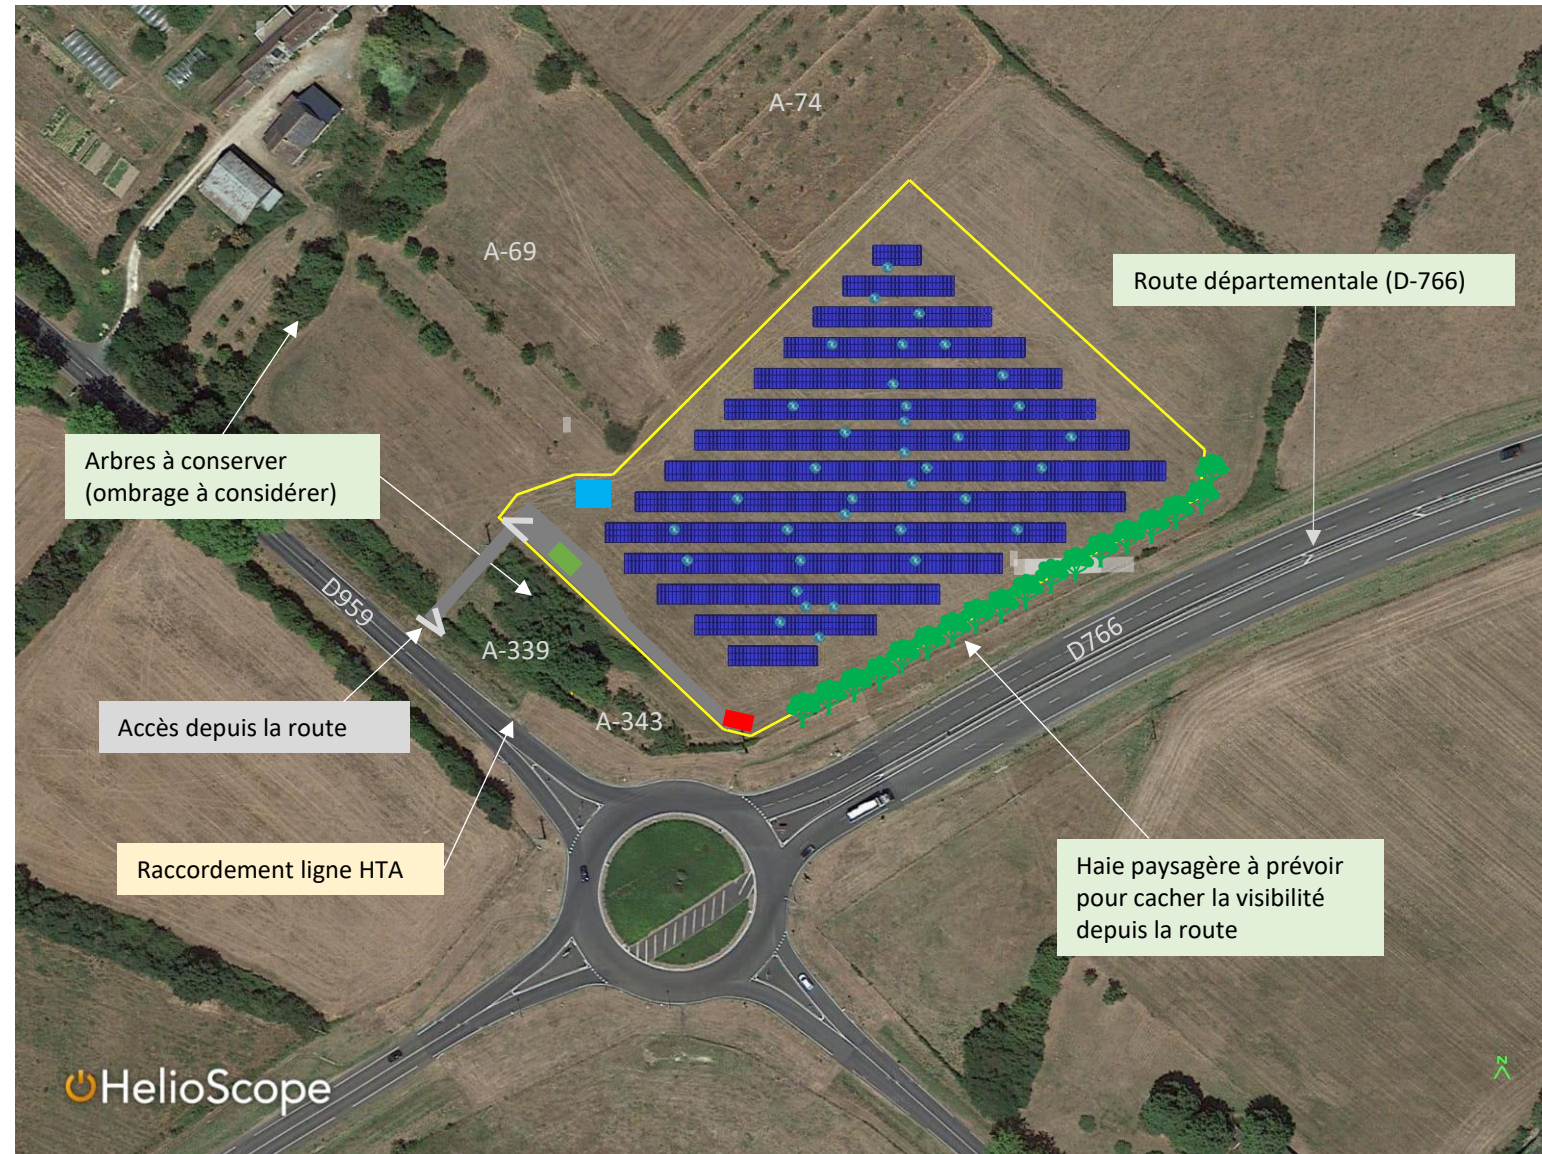 A-74
A-69
Route départementale (D-766)
Arbres à conserver
(ombrage à considérer)
D959
A-339
D766
Accès depuis la route
A-343
Raccordement ligne HTA
Haie paysagère à prévoir
pour cacher la visibilité
depuis la route
HelioScope
N